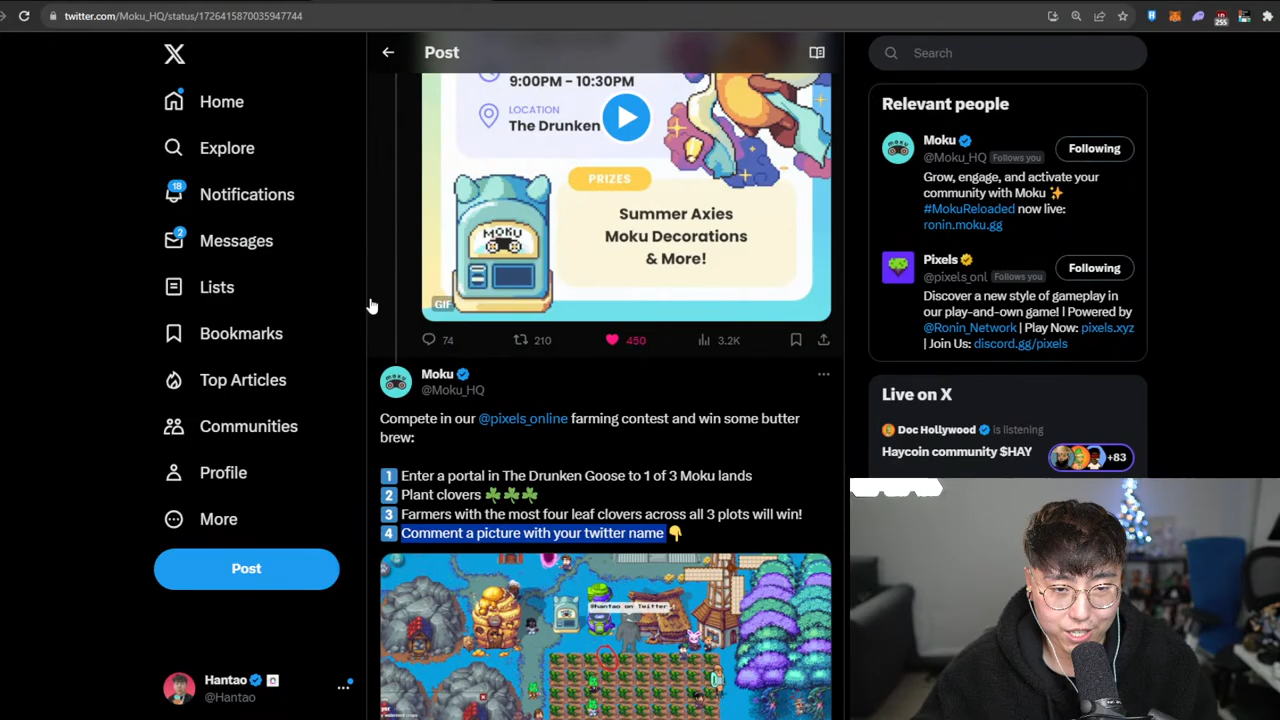 twitter.com/Moku_HQ/status/1726415870035947744
255
Home
Explore
18
Notifications
2
Messages
Lists
Bookmarks
Top Articles
Communities
Profile
More
Post
Hantao
@Hantao
Post
9:00PM – 10:30PM
LOCATION
The Drunken
PRIZES
MOKU
Summer Axies
Moku Decorations
& More!
GIF
74
210
450
3.2K
Moku
@Moku_HQ
Compete in our @pixels_online farming contest and win some butter
brew:
1 Enter a portal in The Drunken Goose to 1 of 3 Moku lands
2 Plant clovers ☘️☘️☘️
3 Farmers with the most four leaf clovers across all 3 plots will win!
4 Comment a picture with your twitter name 👇
@hantao on Twitter
Search
Relevant people
Moku
@Moku_HQ Follows you
Following
Grow, engage, and activate your
community with Moku ✨
#MokuReloaded now live:
ronin.moku.gg
Pixels
@pixels_onl Follows you
Following
Discover a new style of gameplay in
our play-and-own game! | Powered by
@Ronin_Network | Play Now: pixels.xyz
| Join Us: discord.gg/pixels
Live on X
Doc Hollywood is listening
Haycoin community $HAY
+83